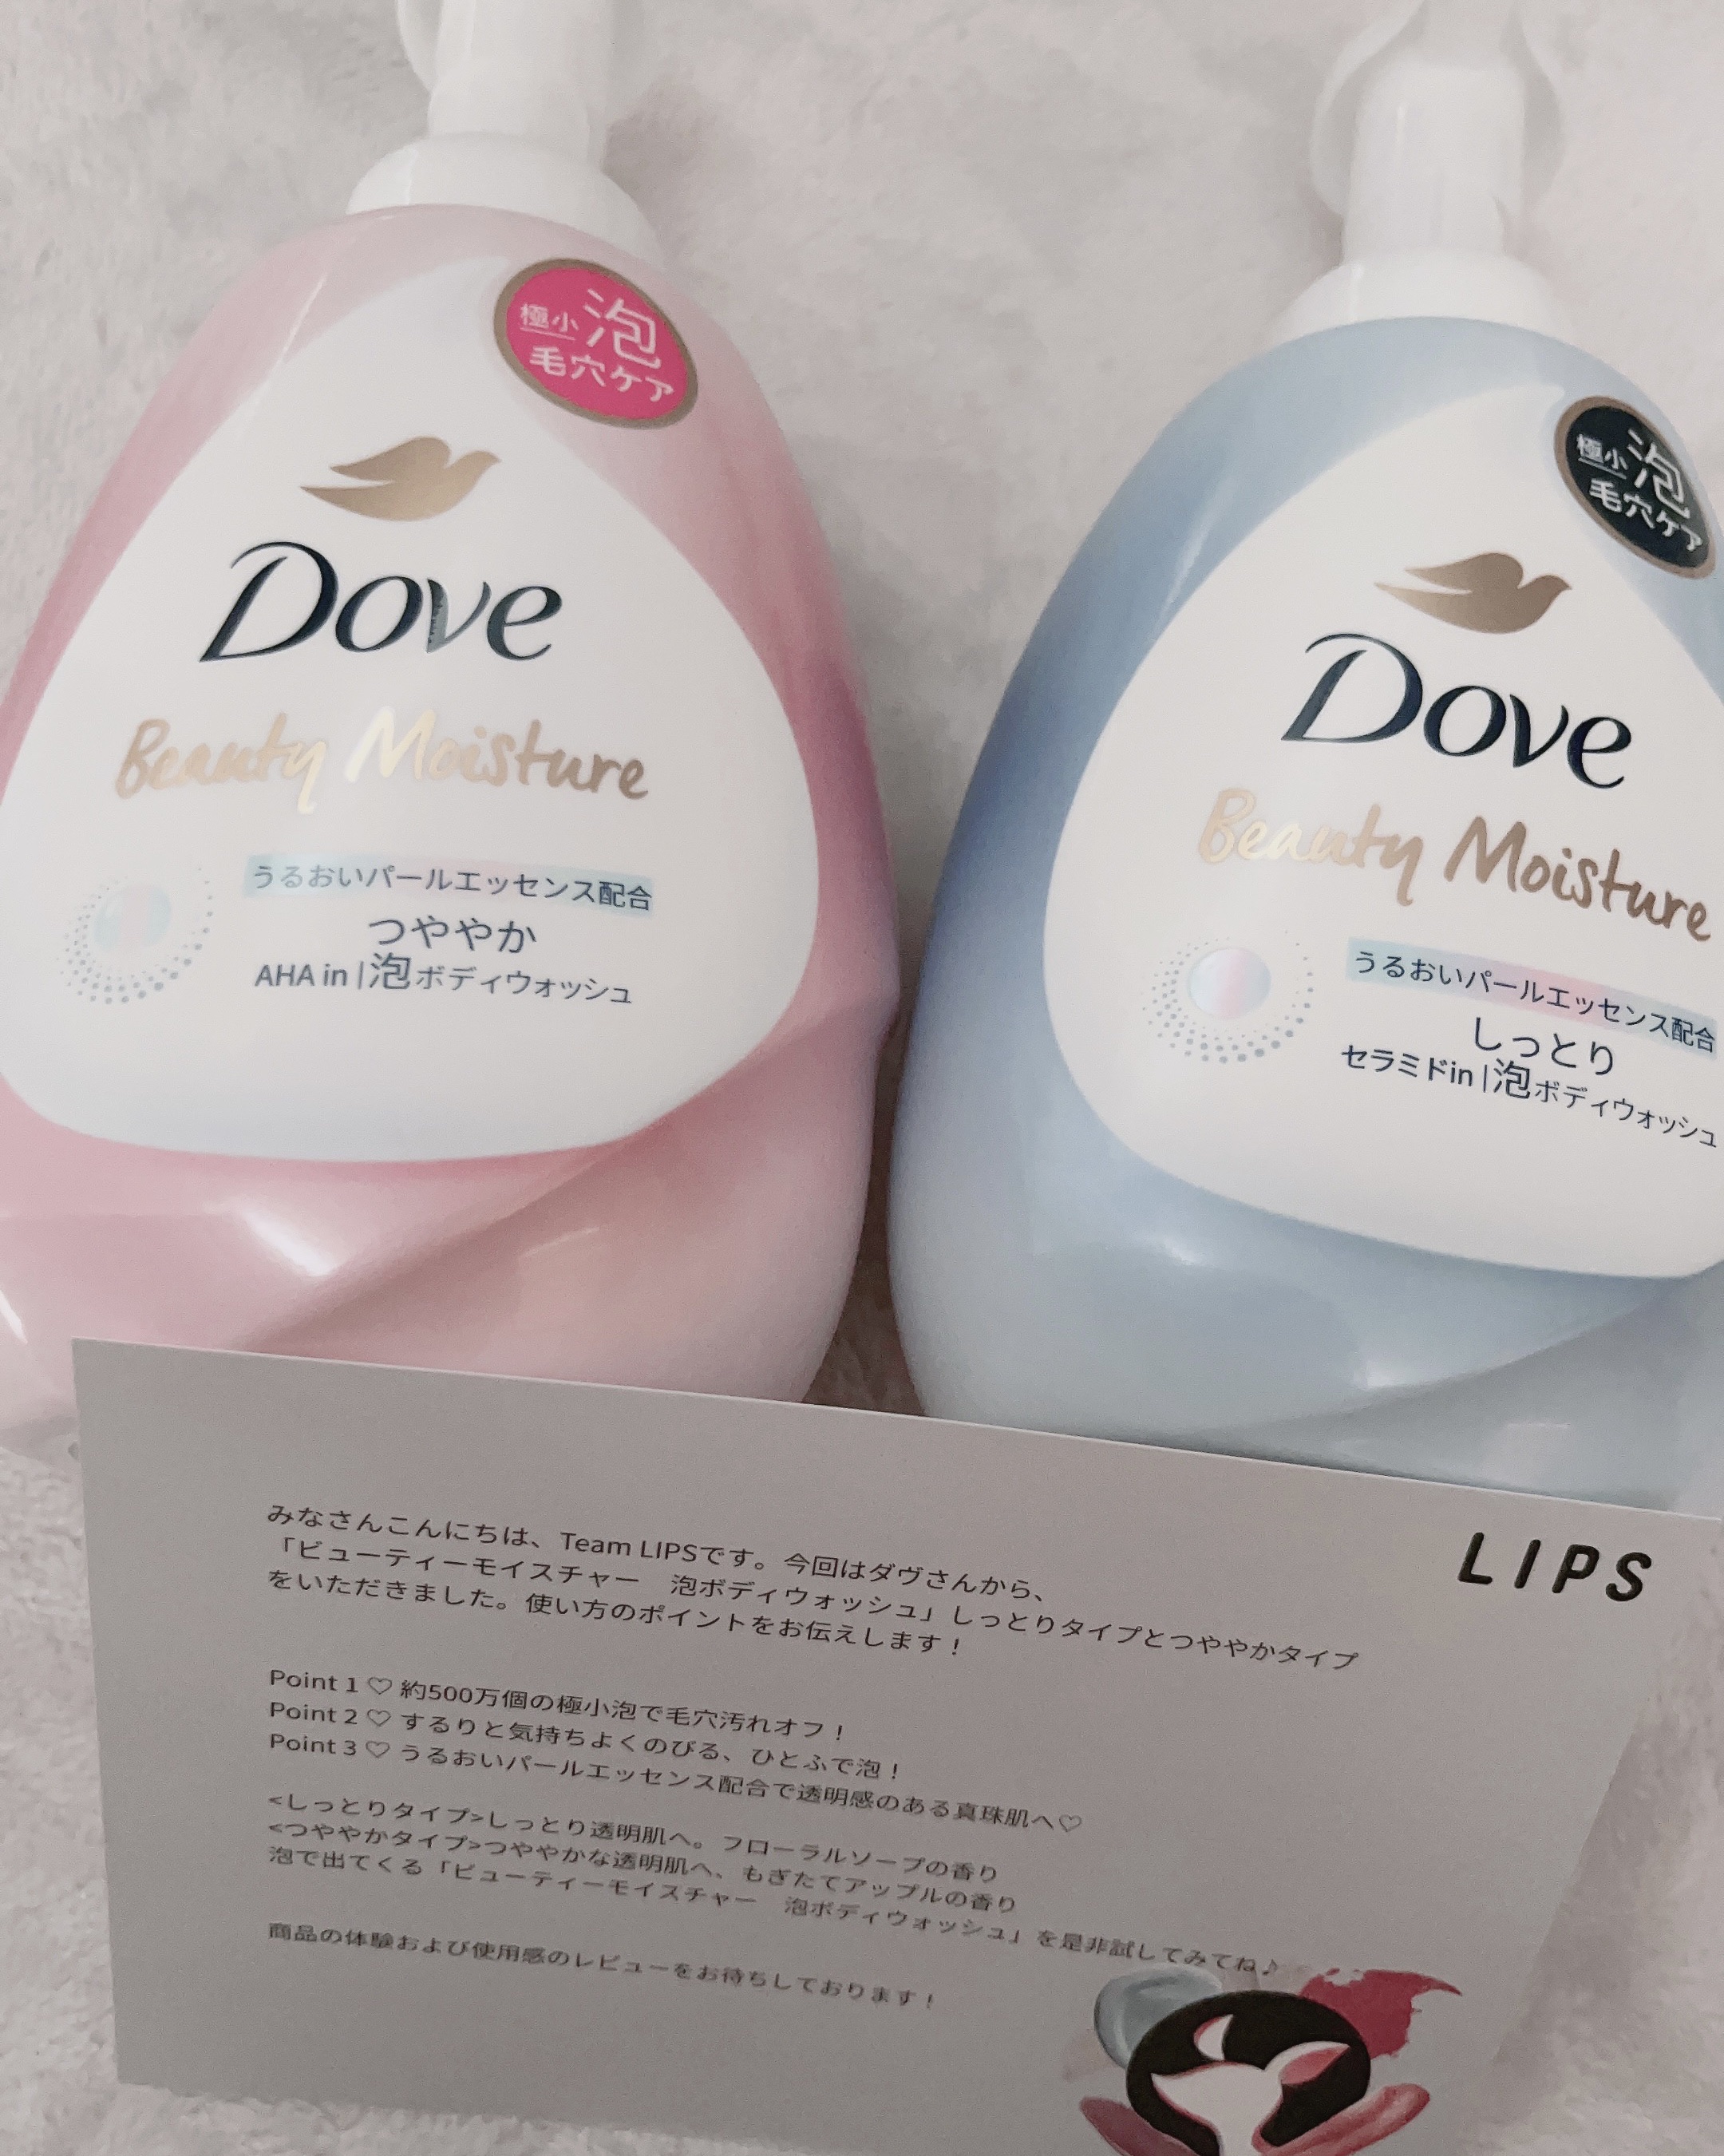 極小泡
毛穴ケア
Dove
Beauty Moisture
うるおいパールエッセンス配合
つややか
AHA in | 泡ボディウォッシュ
極小泡
毛穴ケア
Dove
Beauty Moisture
うるおいパールエッセンス配合
しっとり
セラミドin | 泡ボディウォッシュ
LIPS
みなさんこんにちは、Team LIPSです。今回はダヴさんから、
「ビューティーモイスチャー　泡ボディウォッシュ」しっとりタイプとつややかタイプ
をいただきました。使い方のポイントをお伝えします！
Point 1 ♡ 約500万個の極小泡で毛穴汚れオフ！
Point 2 ♡ するりと気持ちよくのびる、ひとふで泡！
Point 3 ♡ うるおいパールエッセンス配合で透明感のある真珠肌へ♡
<しっとりタイプ>しっとり透明肌へ。フローラルソープの香り
<つややかタイプ>つややかな透明肌へ、もぎたてアップルの香り
泡で出てくる「ビューティーモイスチャー　泡ボディウォッシュ」を是非試してみてね♪
商品の体験および使用感のレビューをお待ちしております！